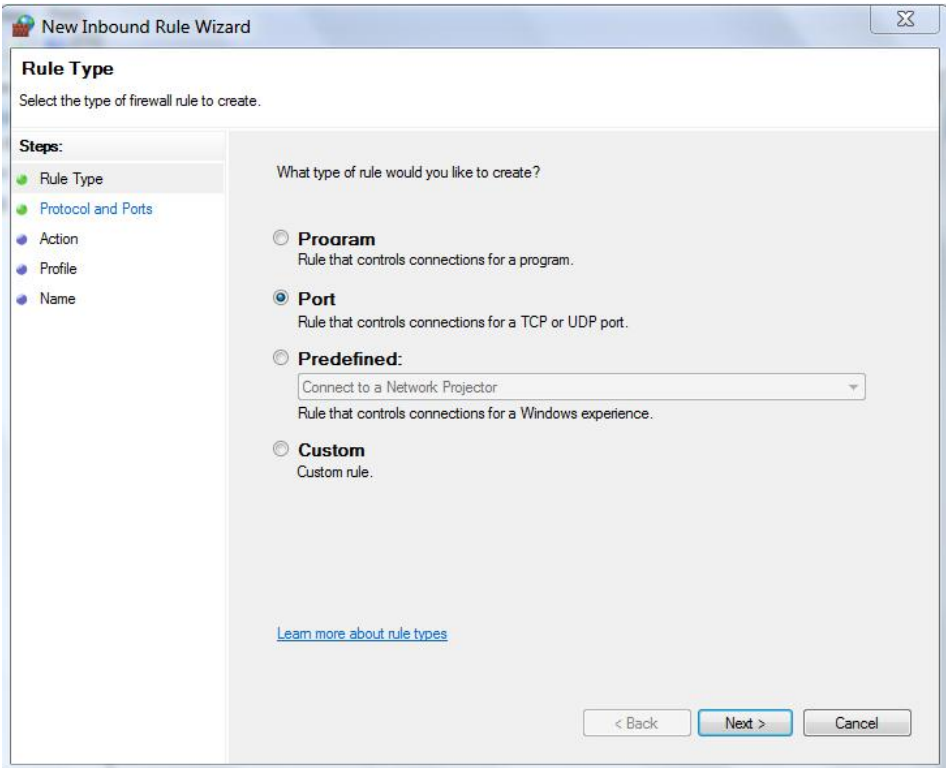 New Inbound Rule Wizard
Rule Type
Select the type of firewall rule to create.
Steps:
Rule Type
Protocol and Ports
Action
Profile
Name
What type of rule would you like to create?
Program
Rule that controls connections for a program.
Port
Rule that controls connections for a TCP or UDP port.
Predefined:
Connect to a Network Projector
Rule that controls connections for a Windows experience.
Custom
Custom rule.
Learn more about rule types
< Back
Next >
Cancel